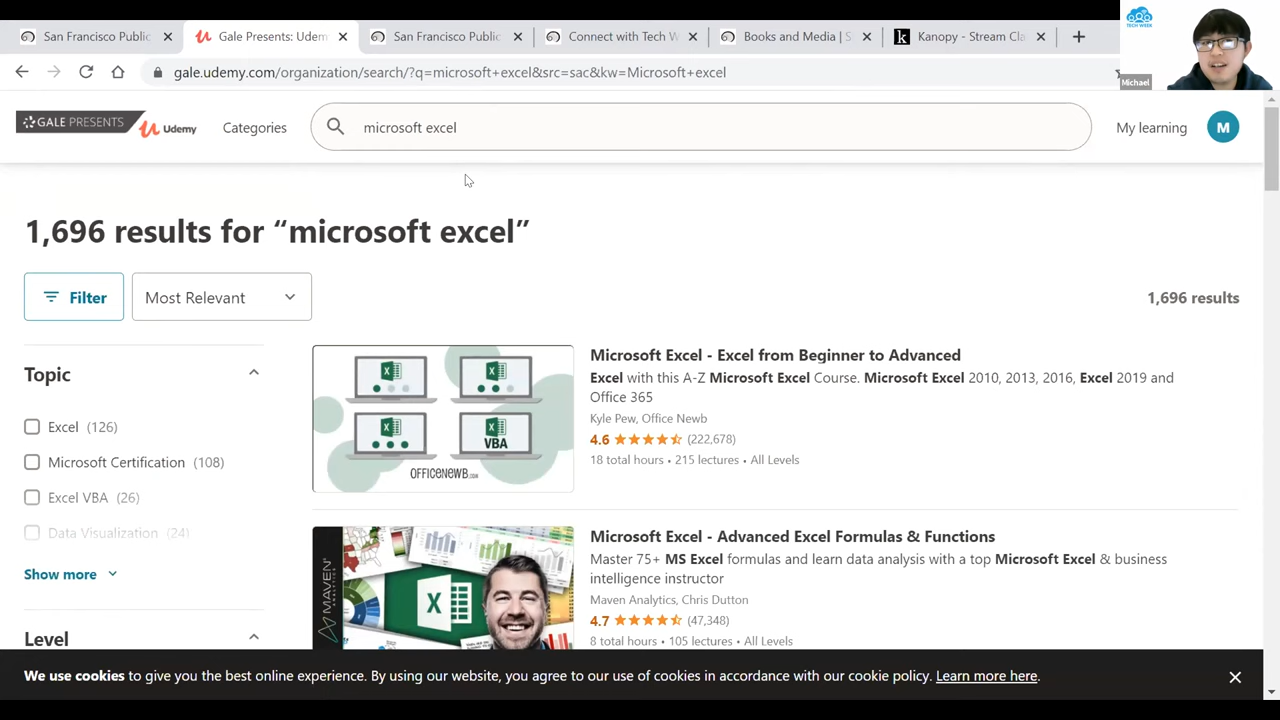 San Francisco Public
Gale Presents: Udem
San Francisco Public
Connect with Tech W
Books and Media | S
Kanopy - Stream Cla
TECH WEEK
Michael
gale.udemy.com/organization/search/?q=microsoft+excel&src=sac&kw=Microsoft+excel
GALE PRESENTS
Udemy
Categories
microsoft excel
My learning
M
1,696 results for “microsoft excel”
Filter
Most Relevant
1,696 results
Topic
Excel (126)
Microsoft Certification (108)
Excel VBA (26)
Data Visualization (24)
Show more
Level
VBA
OFFICENEWB.COM
Microsoft Excel - Excel from Beginner to Advanced
Excel with this A-Z Microsoft Excel Course. Microsoft Excel 2010, 2013, 2016, Excel 2019 and
Office 365
Kyle Pew, Office Newb
4.6 (222,678)
18 total hours • 215 lectures • All Levels
MAVEN
ANALYTICS
Microsoft Excel - Advanced Excel Formulas & Functions
Master 75+ MS Excel formulas and learn data analysis with a top Microsoft Excel & business
intelligence instructor
Maven Analytics, Chris Dutton
4.7 (47,348)
8 total hours • 105 lectures • All Levels
We use cookies to give you the best online experience. By using our website, you agree to our use of cookies in accordance with our cookie policy. Learn more here.